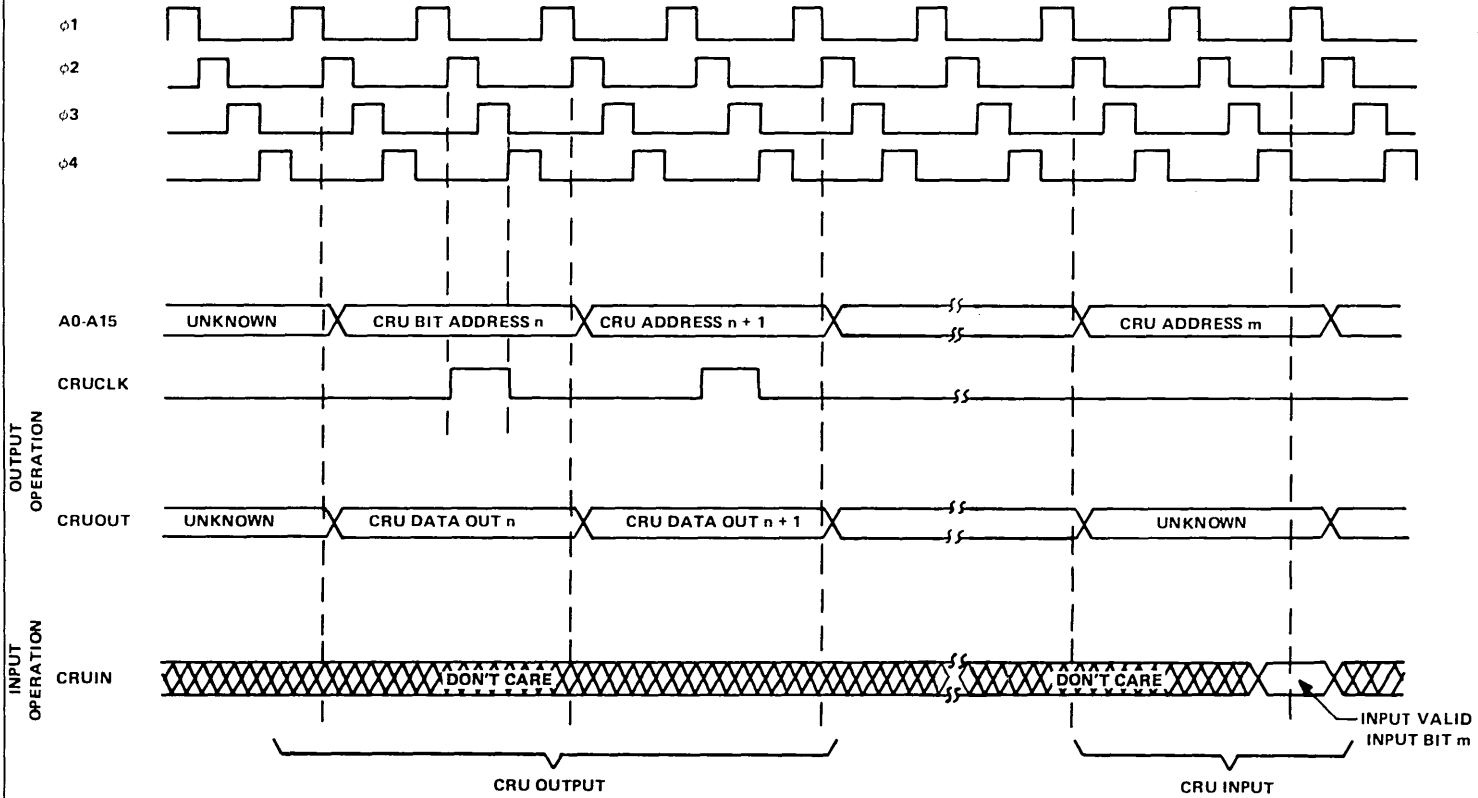 φ1
φ2
φ3
φ4
A0-A15
UNKNOWN
CRU BIT ADDRESS n
CRU ADDRESS n + 1
CRU ADDRESS m
CRUCLK
OUTPUT
OPERATION
CRUOUT
UNKNOWN
CRU DATA OUT n
CRU DATA OUT n + 1
UNKNOWN
INPUT
OPERATION
CRUIN
DON'T CARE
DON'T CARE
INPUT VALID
INPUT BIT m
CRU OUTPUT
CRU INPUT